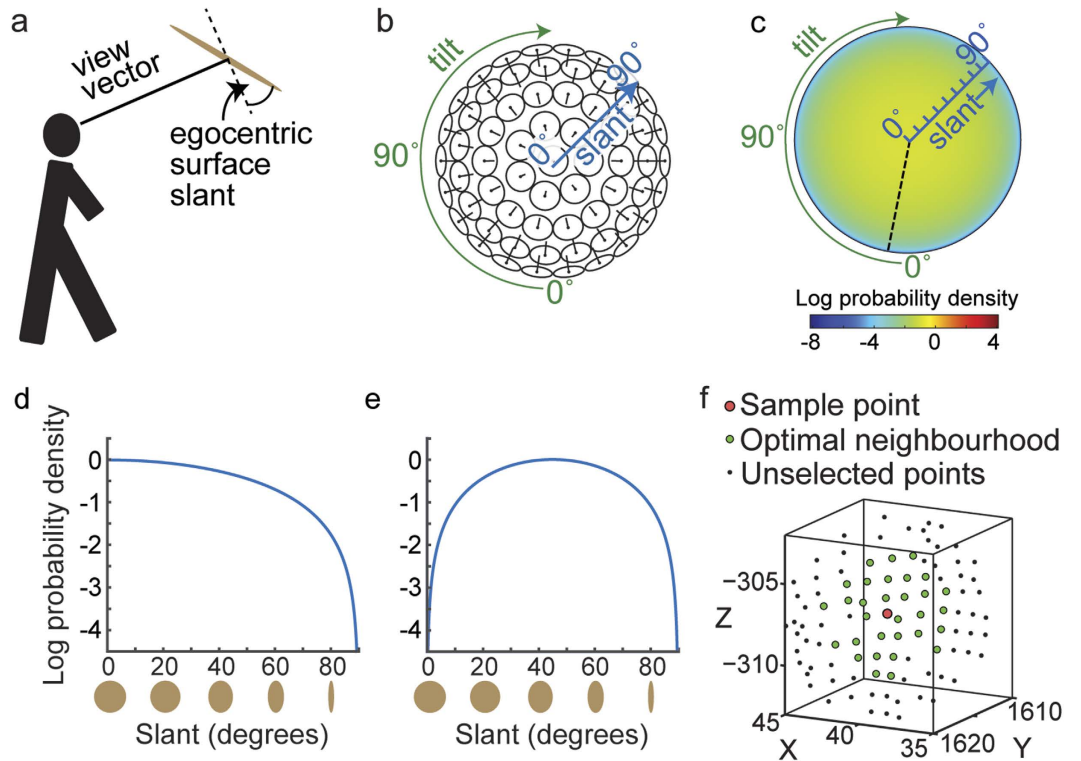 a
view
vector
egocentric
surface
slant
b
tilt
90°
0°
slant
90°
0°
c
tilt
90°
0°
slant
90°
0°
Log probability density
-8 -4 0 4
d
Log probability density
0
-1
-2
-3
-4
0 20 40 60 80
Slant (degrees)
e
0
-1
-2
-3
-4
0 20 40 60 80
Slant (degrees)
f
Sample point
Optimal neighbourhood
Unselected points
−305
Z
−310
45
X
40
35
1620
Y
1610